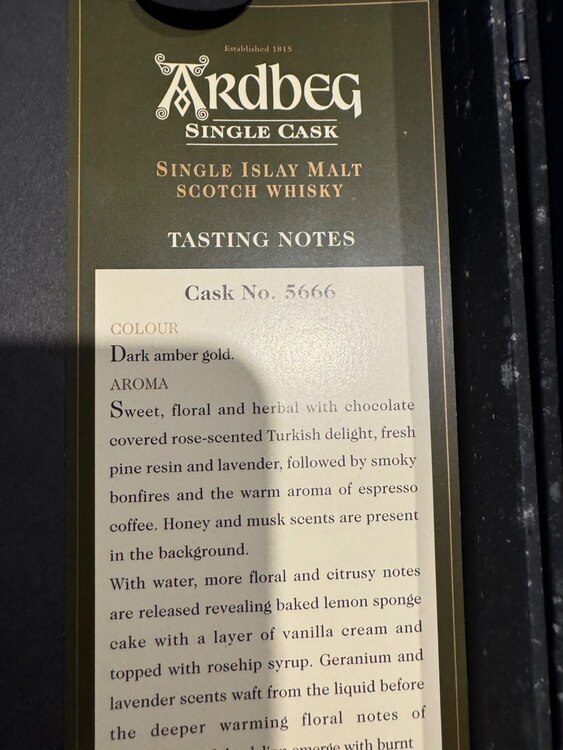 Established 1815
Ardbeg
SINGLE CASK
SINGLE ISLAY MALT
SCOTCH WHISKY
TASTING NOTES
Cask No. 5666
COLOUR
Dark amber gold.
AROMA
Sweet, floral and herbal with chocolate
covered rose-scented Turkish delight, fresh
pine resin and lavender, followed by smoky
bonfires and the warm aroma of espresso
coffee. Honey and musk scents are present
in the background.
With water, more floral and citrusy notes
are released revealing baked lemon sponge
cake with a layer of vanilla cream and
topped with rosehip syrup. Geranium and
lavender scents waft from the liquid before
the deeper warming floral notes of
emerge with burnt